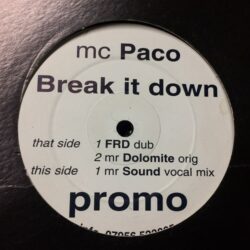 mc Paco
Break it down
that side 1 FRD dub
2 mr Dolomite orig
this side 1 mr Sound vocal mix
promo